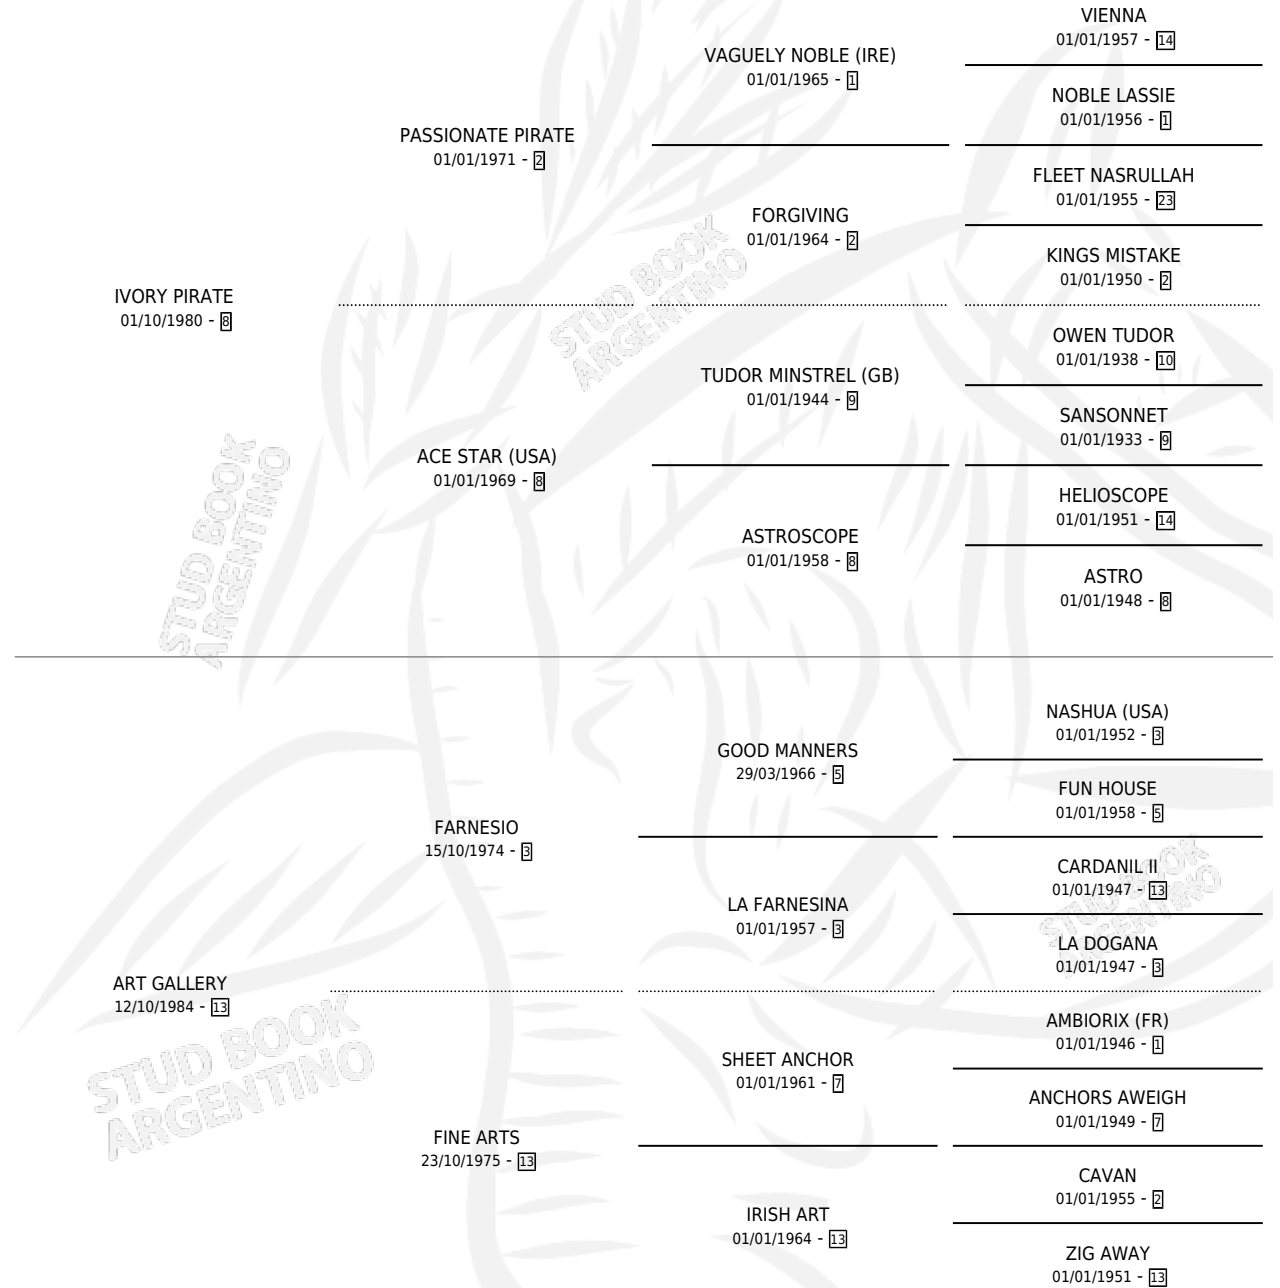 VIENNA
01/01/1957 - 14
VAGUELY NOBLE (IRE)
01/01/1965 - 1
NOBLE LASSIE
01/01/1956 - 1
PASSIONATE PIRATE
01/01/1971 - 2
FLEET NASRULLAH
01/01/1955 - 23
FORGIVING
01/01/1964 - 2
KINGS MISTAKE
01/01/1950 - 2
IVORY PIRATE
01/10/1980 - 8
STUD BOOK
ARGENTINO
OWEN TUDOR
01/01/1938 - 10
TUDOR MINSTREL (GB)
01/01/1944 - 9
SANSONNET
01/01/1933 - 9
ACE STAR (USA)
01/01/1969 - 8
HELIOSCOPE
01/01/1951 - 14
ASTROSCOPE
01/01/1958 - 8
ASTRO
01/01/1948 - 8
STUD BOOK
ARGENTINO
NASHUA (USA)
01/01/1952 - 3
GOOD MANNERS
29/03/1966 - 5
FUN HOUSE
01/01/1958 - 5
FARNESIO
15/10/1974 - 3
CARDANIL II
01/01/1947 - 13
LA FARNESINA
01/01/1957 - 3
LA DOGANA
01/01/1947 - 3
STUD BOOK
ARGENTINO
ART GALLERY
12/10/1984 - 13
AMBIORIX (FR)
01/01/1946 - 1
SHEET ANCHOR
01/01/1961 - 7
ANCHORS AWEIGH
01/01/1949 - 7
STUD BOOK
ARGENTINO
FINE ARTS
23/10/1975 - 13
CAVAN
01/01/1955 - 2
IRISH ART
01/01/1964 - 13
ZIG AWAY
01/01/1951 - 13